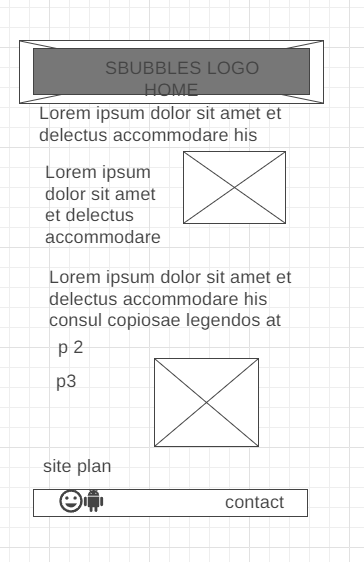 SBUBBLES LOGO
HOME
Lorem ipsum dolor sit amet et
delectus accommodare his
Lorem ipsum
dolor sit amet
et delectus
accommodare
Lorem ipsum dolor sit amet et
delectus accommodare his
consul copiosae legendos at
p 2
p3
site plan
contact